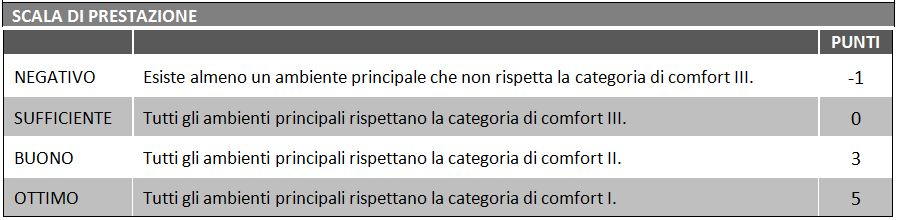 SCALA DI PRESTAZIONE
PUNTI
NEGATIVO Esiste almeno un ambiente principale che non rispetta la categoria di comfort III. -1
SUFFICIENTE Tutti gli ambienti principali rispettano la categoria di comfort III. 0
BUONO Tutti gli ambienti principali rispettano la categoria di comfort II. 3
OTTIMO Tutti gli ambienti principali rispettano la categoria di comfort I. 5